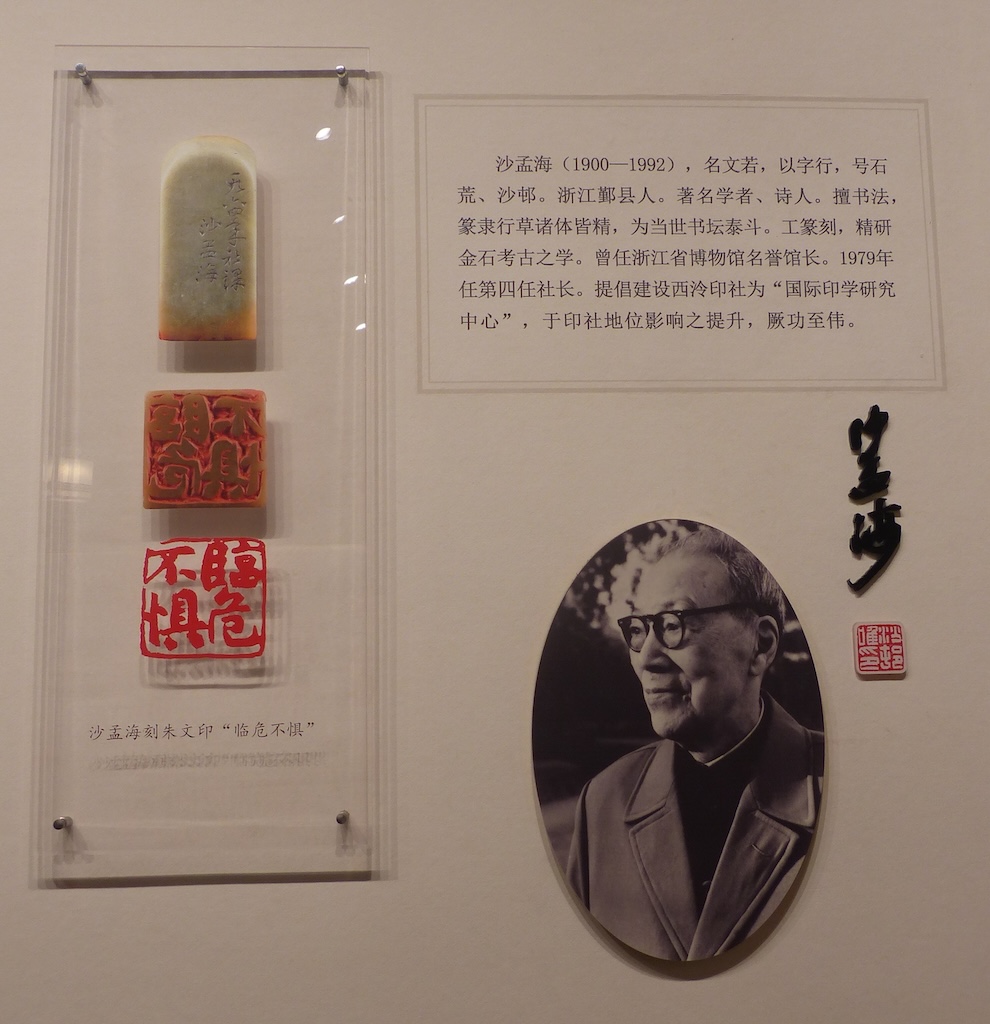 沙孟海（1900—1992），名文若，以字行，号石
荒、沙邨。浙江鄞县人。著名学者、诗人。擅书法，
篆隶行草诸体皆精，为当世书坛泰斗。工篆刻，精研
金石考古之学。曾任浙江省博物馆名誉馆长。1979年
任第四任社长。提倡建设西泠印社为“国际印学研究
中心”，于印社地位影响之提升，厥功至伟。
沙孟海
臨危
不惧
沙孟海刻朱文印“临危不惧”